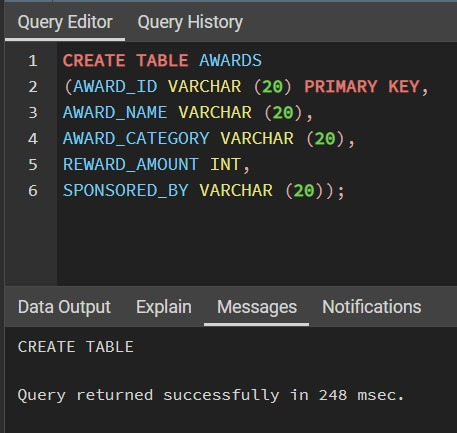 Query Editor Query History
1 CREATE TABLE AWARDS
2 (AWARD_ID VARCHAR (20) PRIMARY KEY,
3 AWARD_NAME VARCHAR (20),
4 AWARD_CATEGORY VARCHAR (20),
5 REWARD_AMOUNT INT,
6 SPONSORED_BY VARCHAR (20));
Data Output Explain Messages Notifications
CREATE TABLE
Query returned successfully in 248 msec.